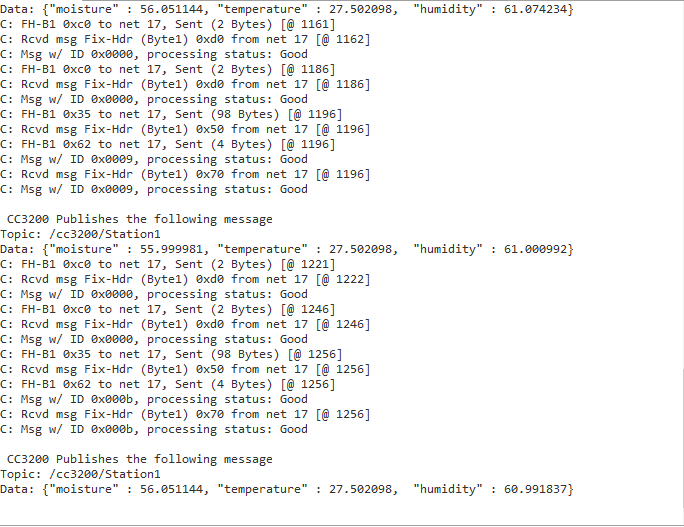 Data: {"moisture" : 56.051144, "temperature" : 27.502098,  "humidity" : 61.074234}
C: FH-B1 0xc0 to net 17, Sent (2 Bytes) [@ 1161]
C: Rcvd msg Fix-Hdr (Byte1) 0xd0 from net 17 [@ 1162]
C: Msg w/ ID 0x0000, processing status: Good
C: FH-B1 0xc0 to net 17, Sent (2 Bytes) [@ 1186]
C: Rcvd msg Fix-Hdr (Byte1) 0xd0 from net 17 [@ 1186]
C: Msg w/ ID 0x0000, processing status: Good
C: FH-B1 0x35 to net 17, Sent (98 Bytes) [@ 1196]
C: Rcvd msg Fix-Hdr (Byte1) 0x50 from net 17 [@ 1196]
C: FH-B1 0x62 to net 17, Sent (4 Bytes) [@ 1196]
C: Msg w/ ID 0x0009, processing status: Good
C: Rcvd msg Fix-Hdr (Byte1) 0x70 from net 17 [@ 1196]
C: Msg w/ ID 0x0009, processing status: Good

 CC3200 Publishes the following message
Topic: /cc3200/Station1
Data: {"moisture" : 55.999981, "temperature" : 27.502098,  "humidity" : 61.000992}
C: FH-B1 0xc0 to net 17, Sent (2 Bytes) [@ 1221]
C: Rcvd msg Fix-Hdr (Byte1) 0xd0 from net 17 [@ 1222]
C: Msg w/ ID 0x0000, processing status: Good
C: FH-B1 0xc0 to net 17, Sent (2 Bytes) [@ 1246]
C: Rcvd msg Fix-Hdr (Byte1) 0xd0 from net 17 [@ 1246]
C: Msg w/ ID 0x0000, processing status: Good
C: FH-B1 0x35 to net 17, Sent (98 Bytes) [@ 1256]
C: Rcvd msg Fix-Hdr (Byte1) 0x50 from net 17 [@ 1256]
C: FH-B1 0x62 to net 17, Sent (4 Bytes) [@ 1256]
C: Msg w/ ID 0x000b, processing status: Good
C: Rcvd msg Fix-Hdr (Byte1) 0x70 from net 17 [@ 1256]
C: Msg w/ ID 0x000b, processing status: Good

 CC3200 Publishes the following message
Topic: /cc3200/Station1
Data: {"moisture" : 56.051144, "temperature" : 27.502098,  "humidity" : 60.991837}